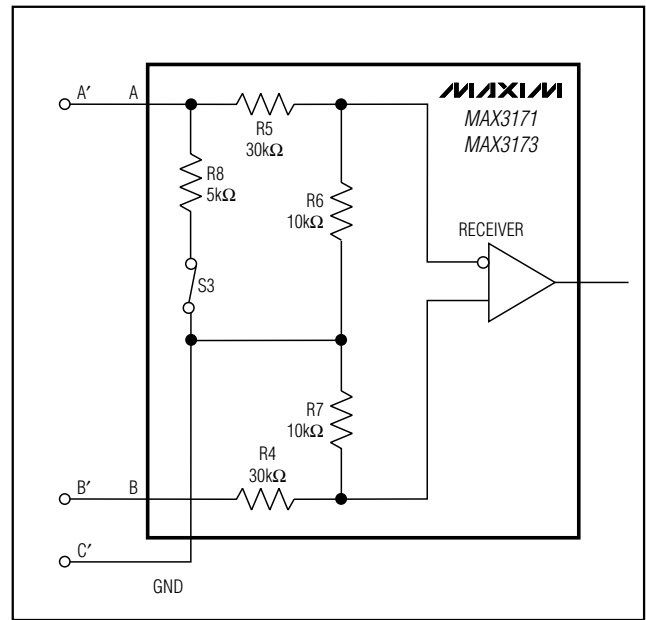 MAXIM
MAX3171
MAX3173
A′
A
R5
30kΩ
R8
5kΩ
R6
10kΩ
RECEIVER
S3
R7
10kΩ
R4
30kΩ
B′
B
C′
GND